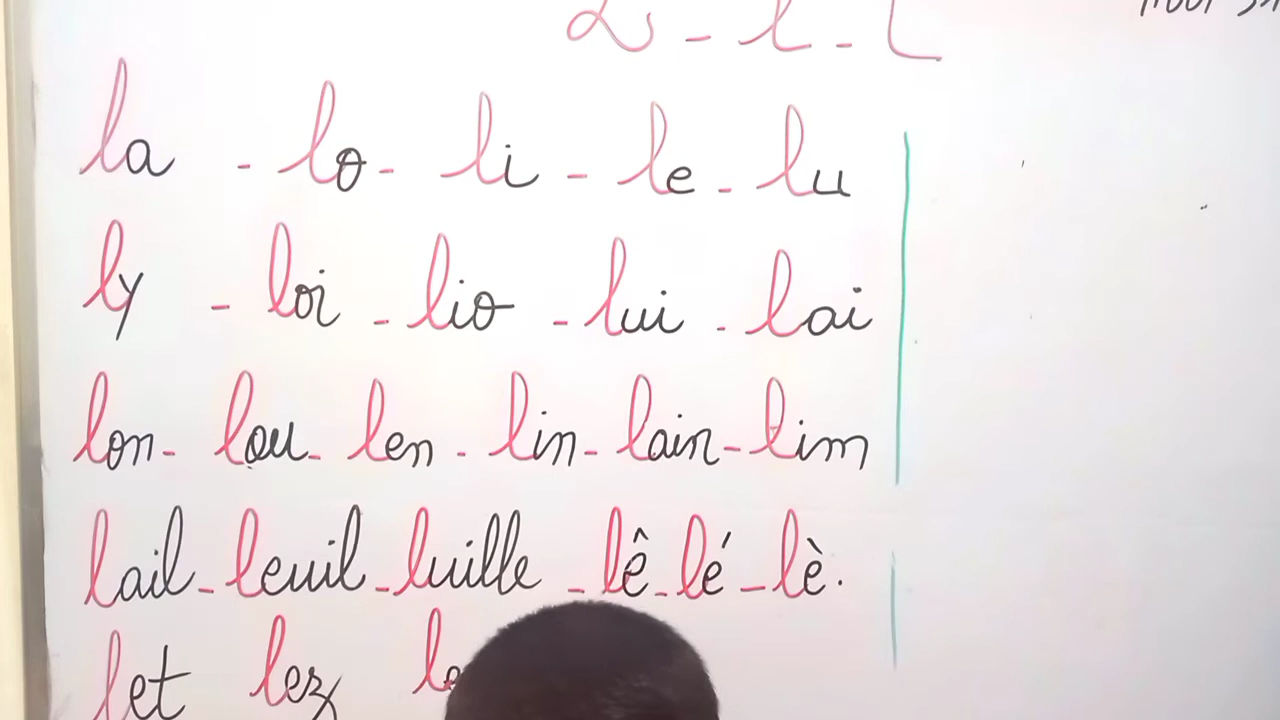 L - l - L
la - lo - li - le - lu
ly - loi - lio - lui - lai
lon - lou - len - lin - lain - lim
lail - leuil - luille - lê - lé - lè.
let lez